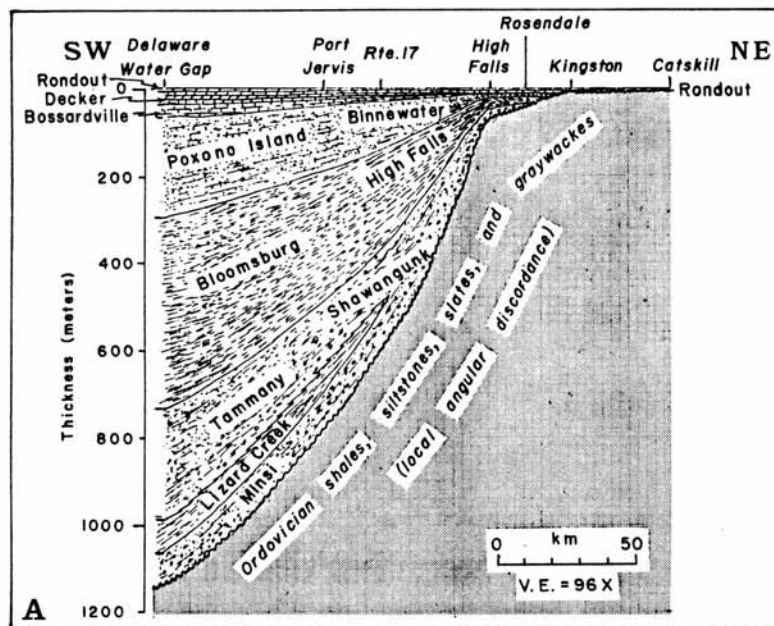 SW
NE
Delaware
Water Gap
Port
Jervis
Rte.17
High
Falls
Rosendale
Kingston
Catskill
Rondout
0
Decker
Bossardville
Rondout
Binnewater
Poxono Island
High Falls
200
Bloomsburg
Shawangunk
400
600
Tammany
Lizard Creek
Minsi
800
1000
1200
Thickness (meters)
Ordovician shales, siltstones, slates, and graywackes
(local angular discordance)
0 km 50
V. E. = 96 X
A